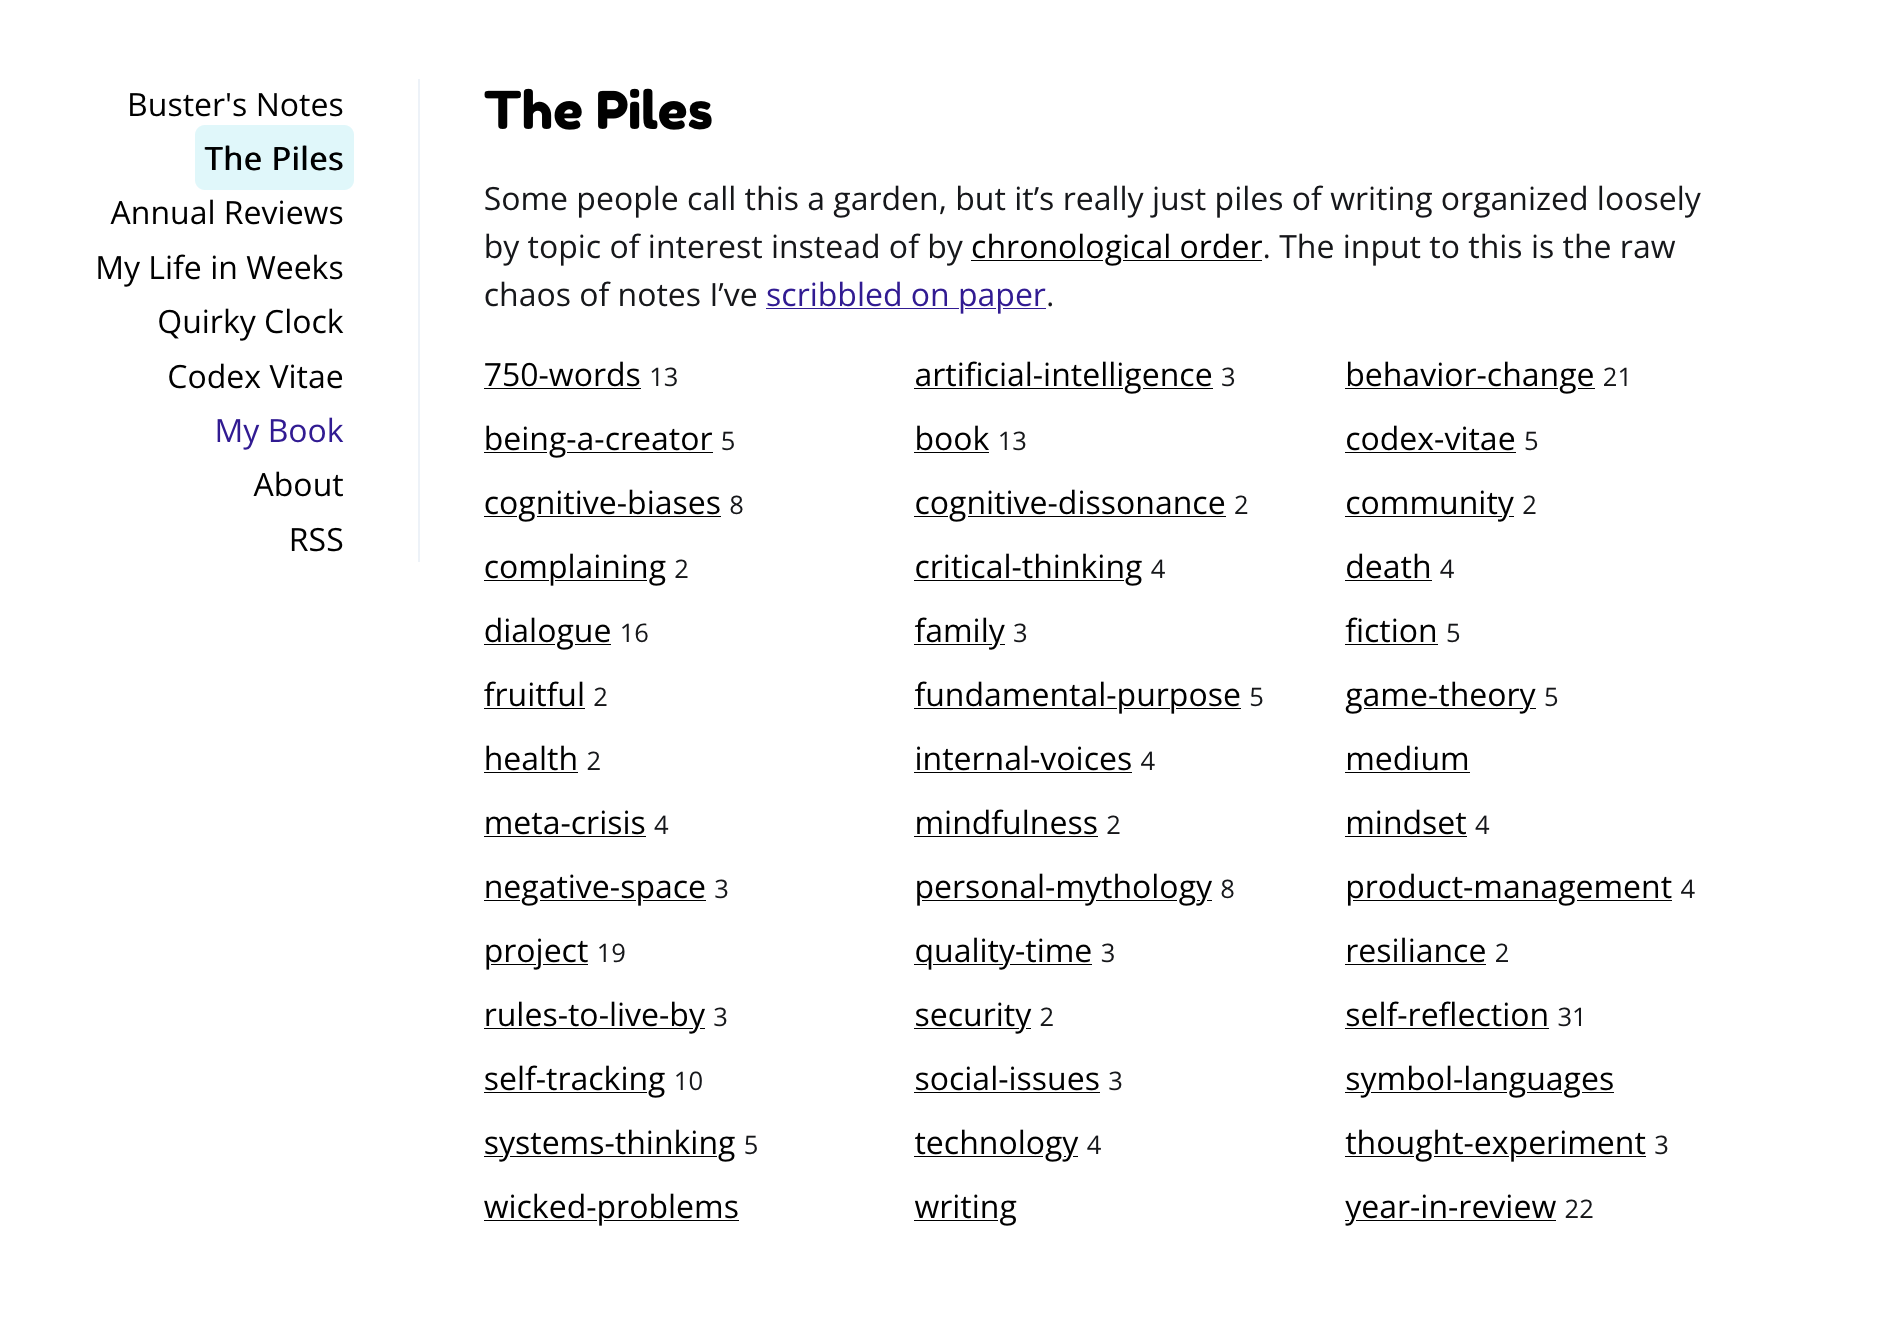 Buster's Notes
The Piles
Annual Reviews
My Life in Weeks
Quirky Clock
Codex Vitae
My Book
About
RSS
The Piles
Some people call this a garden, but it’s really just piles of writing organized loosely
by topic of interest instead of by chronological order. The input to this is the raw
chaos of notes I’ve scribbled on paper.
750-words 13 artificial-intelligence 3 behavior-change 21
being-a-creator 5 book 13 codex-vitae 5
cognitive-biases 8 cognitive-dissonance 2 community 2
complaining 2 critical-thinking 4 death 4
dialogue 16 family 3 fiction 5
fruitful 2 fundamental-purpose 5 game-theory 5
health 2 internal-voices 4 medium
meta-crisis 4 mindfulness 2 mindset 4
negative-space 3 personal-mythology 8 product-management 4
project 19 quality-time 3 resiliance 2
rules-to-live-by 3 security 2 self-reflection 31
self-tracking 10 social-issues 3 symbol-languages
systems-thinking 5 technology 4 thought-experiment 3
wicked-problems writing year-in-review 22